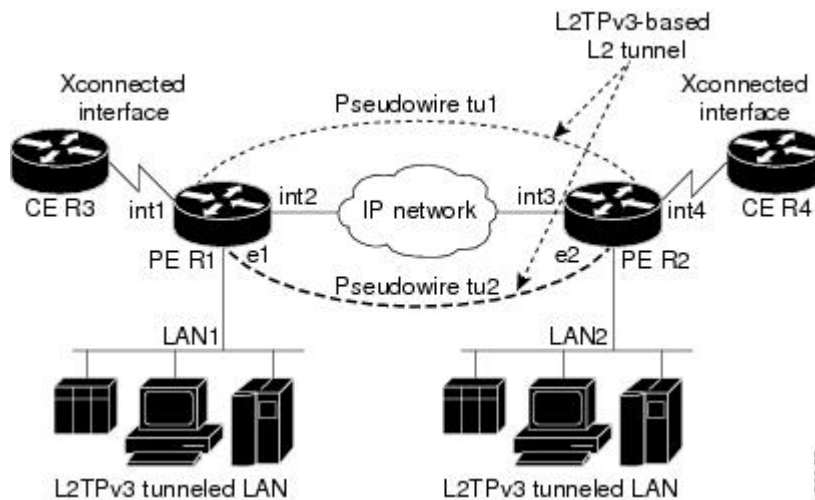 L2TPv3-based
L2 tunnel
Xconnected
interface
Pseudowire tu1
Xconnected
interface
CE R3
int1
int2
IP network
int3
int4
CE R4
PE R1
e1
Pseudowire tu2
e2
PE R2
LAN1
LAN2
L2TPv3 tunneled LAN
L2TPv3 tunneled LAN